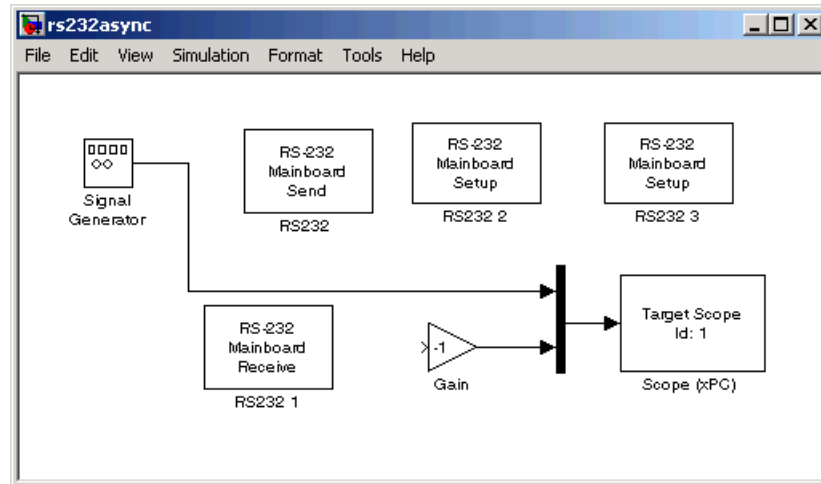 rs232async
File Edit View Simulation Format Tools Help
Signal
Generator
RS-232
Mainboard
Send
RS232
RS-232
Mainboard
Setup
RS232 2
RS-232
Mainboard
Setup
RS232 3
RS-232
Mainboard
Receive
RS232 1
-1
Gain
Target Scope
Id: 1
Scope (xPC)